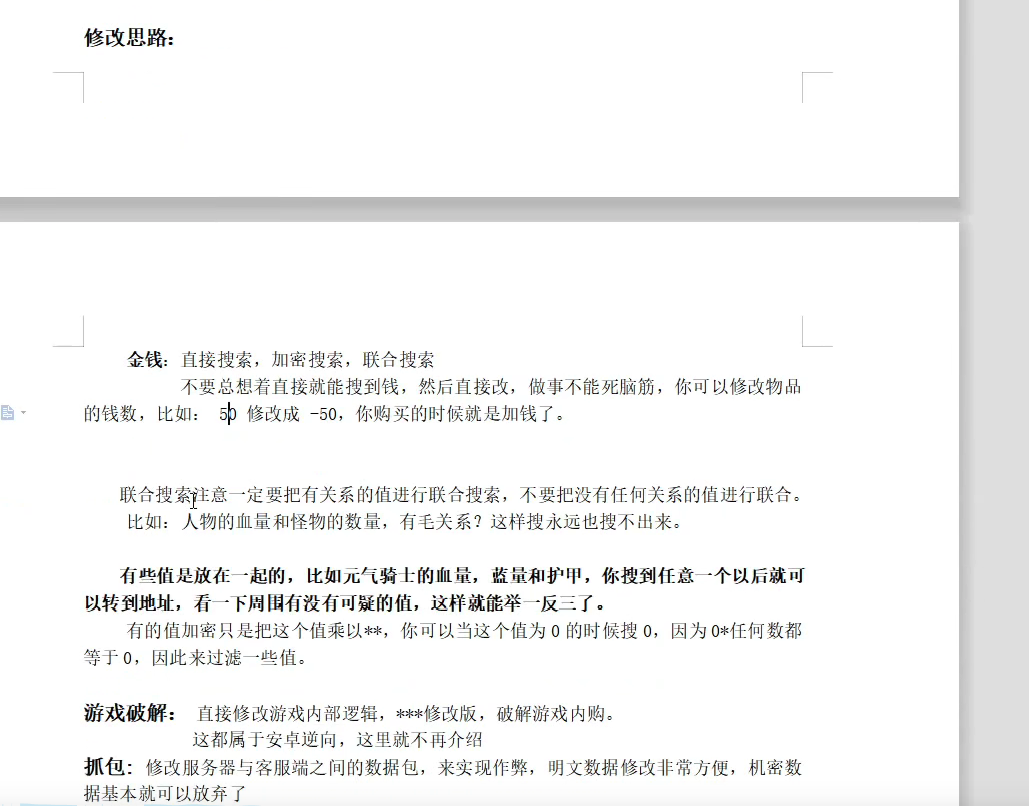 修改思路：
金钱：直接搜索，加密搜索，联合搜索
不要总想着直接就能搜到钱，然后直接改，做事不能死脑筋，你可以修改物品
的钱数，比如： 50 修改成 -50，你购买的时候就是加钱了。
联合搜索注意一定要把有关系的值进行联合搜索，不要把没有任何关系的值进行联合。
比如：人物的血量和怪物的数量，有毛关系？这样搜永远也搜不出来。
有些值是放在一起的，比如元气骑士的血量，蓝量和护甲，你搜到任意一个以后就可
以转到地址，看一下周围有没有可疑的值，这样就能举一反三了。
有的值加密只是把这个值乘以**，你可以当这个值为 0 的时候搜 0，因为 0*任何数都
等于 0，因此来过滤一些值。
游戏破解： 直接修改游戏内部逻辑，***修改版，破解游戏内购。
这都属于安卓逆向，这里就不再介绍
抓包：修改服务器与客服端之间的数据包，来实现作弊，明文数据修改非常方便，机密数
据基本就可以放弃了